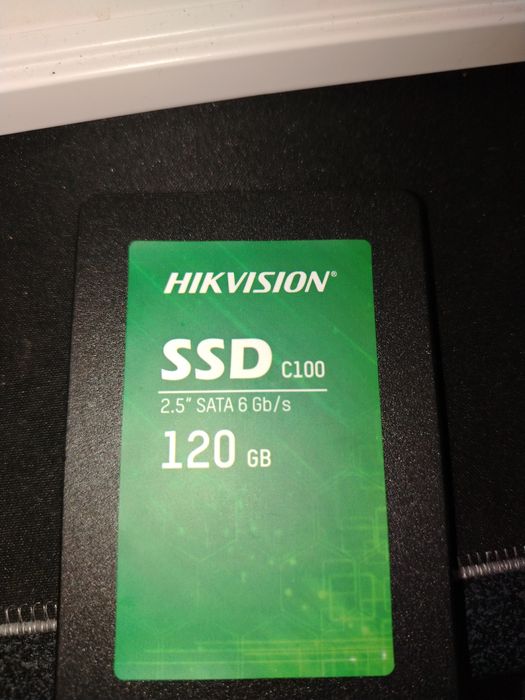 HIKVISION®
SSD C100
2.5" SATA 6 Gb/s
120 GB